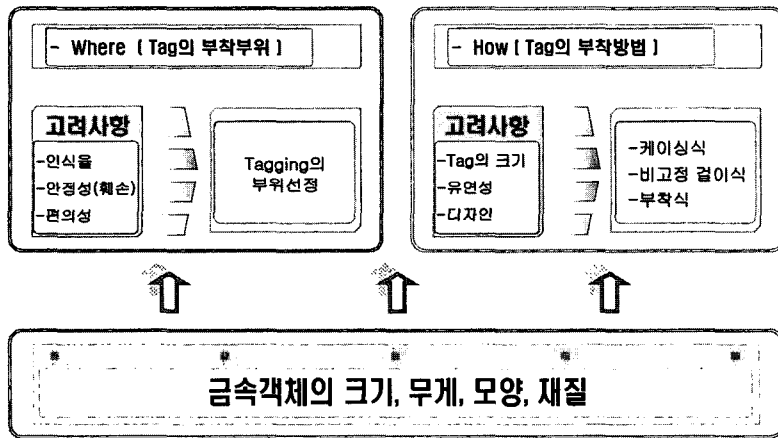 - Where ( Tag의 부착부위 )
고려사항
-인식율
-안정성(훼손)
-편의성
Tagging의
부위선정
- How ( Tag의 부착방법 )
고려사항
-Tag의 크기
-유연성
-디자인
-케이싱식
-비고정 걸이식
-부착식
금속객체의 크기, 무게, 모양, 재질